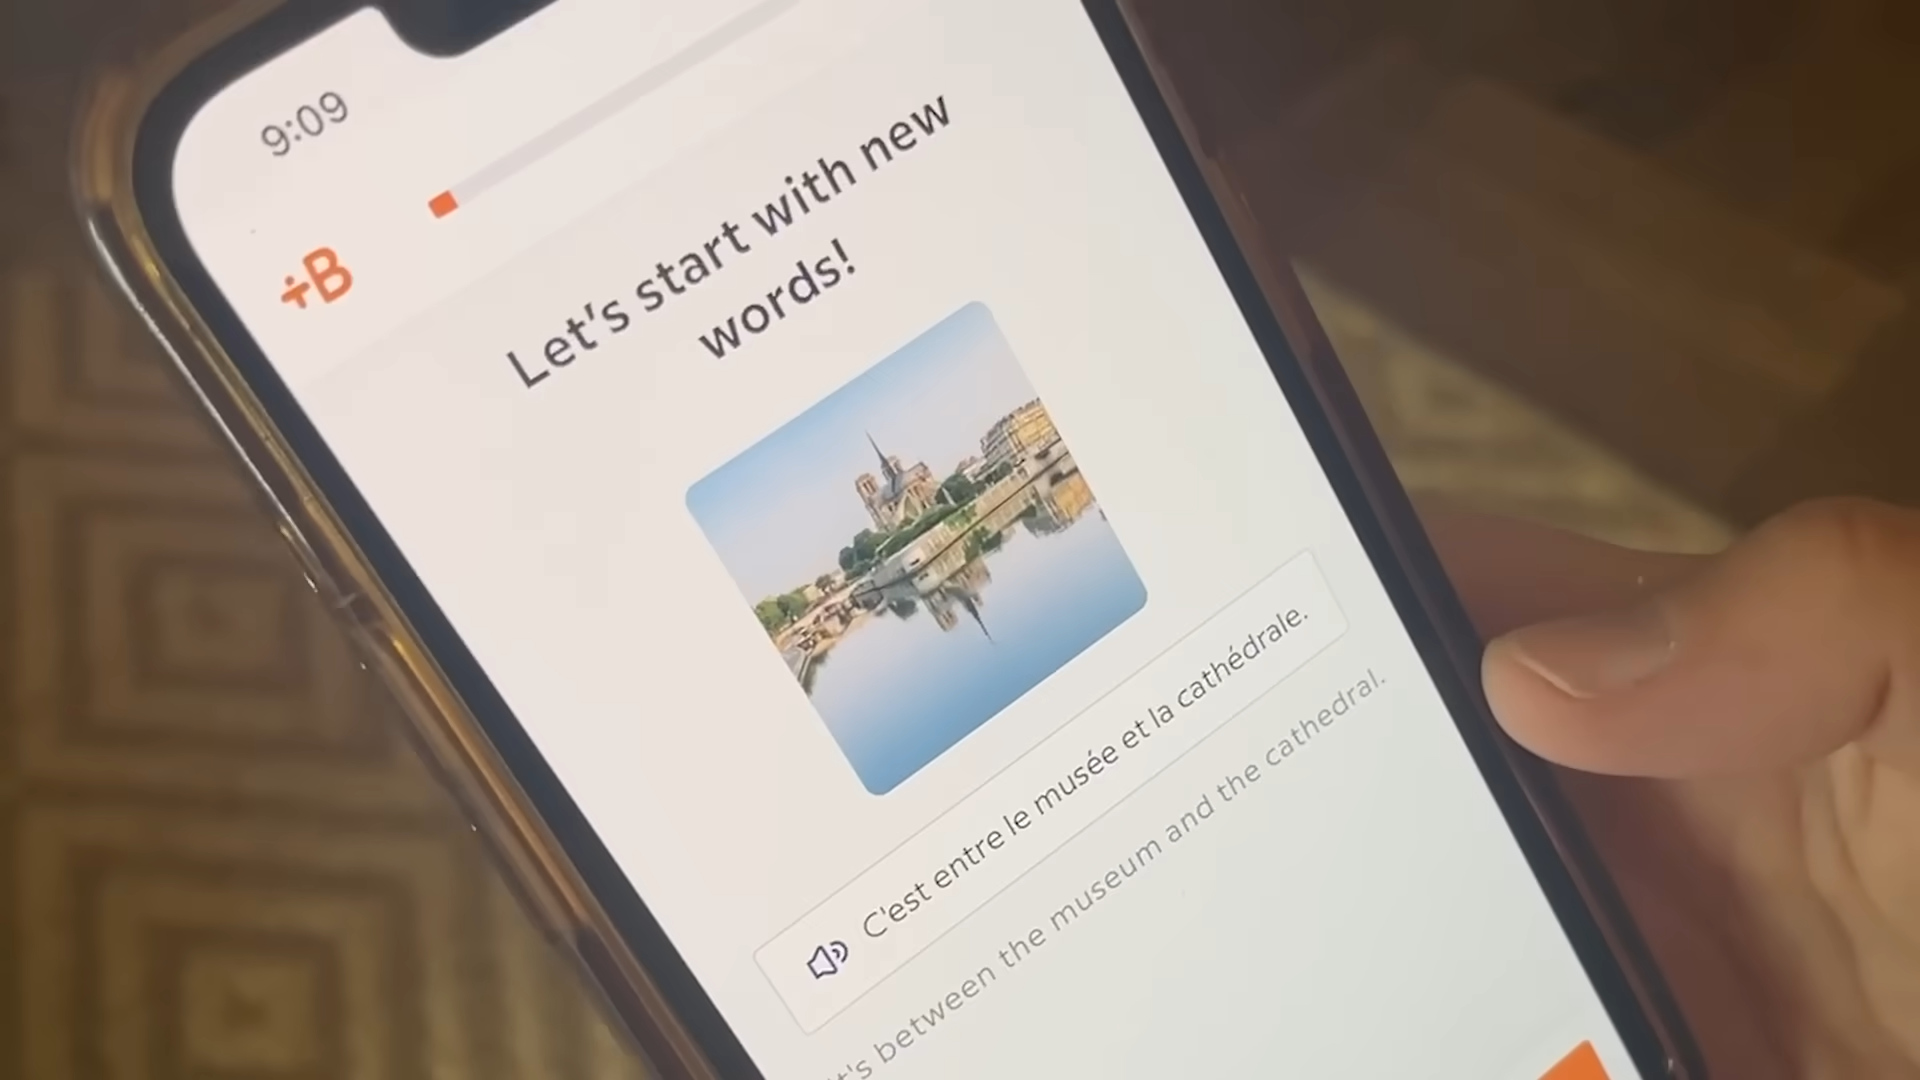 9:09
+B
Let's start with new
words!
C'est entre le musée et la cathédrale.
It's between the museum and the cathedral.